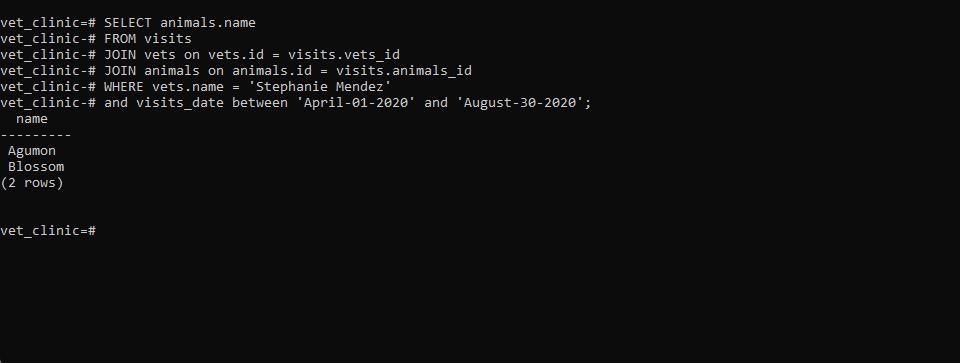 vet_clinic=# SELECT animals.name
vet_clinic-# FROM visits
vet_clinic-# JOIN vets on vets.id = visits.vets_id
vet_clinic-# JOIN animals on animals.id = visits.animals_id
vet_clinic-# WHERE vets.name = 'Stephanie Mendez'
vet_clinic-# and visits_date between 'April-01-2020' and 'August-30-2020';
  name
---------
 Agumon
 Blossom
(2 rows)
vet_clinic=#